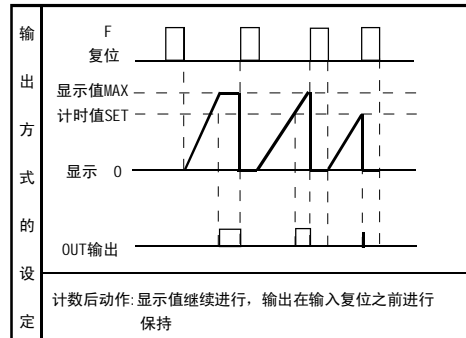 输出方式的设定
F
复位
显示值MAX
计时值SET
显示 0
OUT输出
计数后动作:显示值继续进行，输出在输入复位之前进行
保持